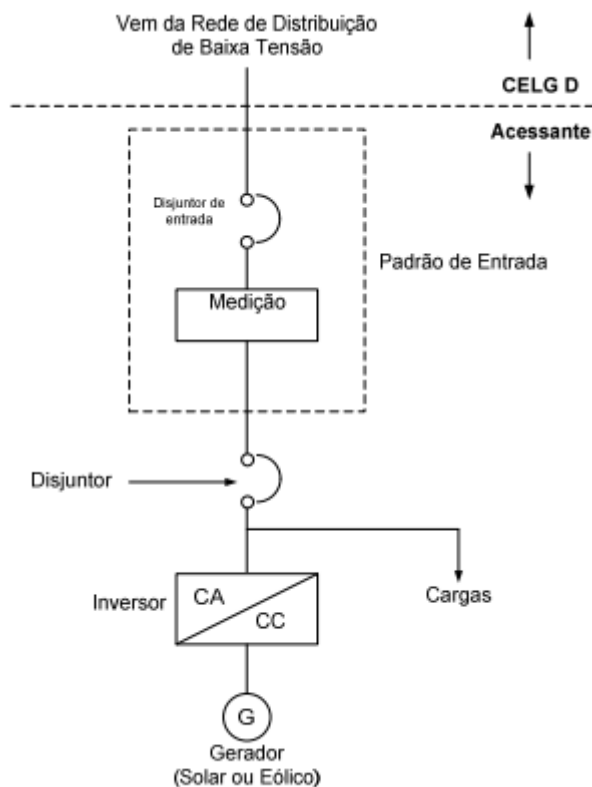 Vem da Rede de Distribuição
de Baixa Tensão
CELG D
Acessante
Disjuntor de
entrada
Padrão de Entrada
Medição
Disjuntor
Inversor
CA
CC
Cargas
G
Gerador
(Solar ou Eólico)